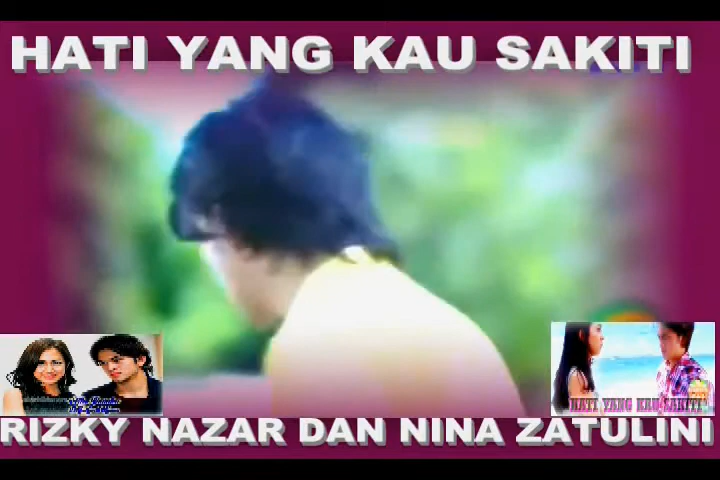 HATI YANG KAU SAKITI
HATI YANG KAU SAKITI
RIZKY NAZAR DAN NINA ZATULINI